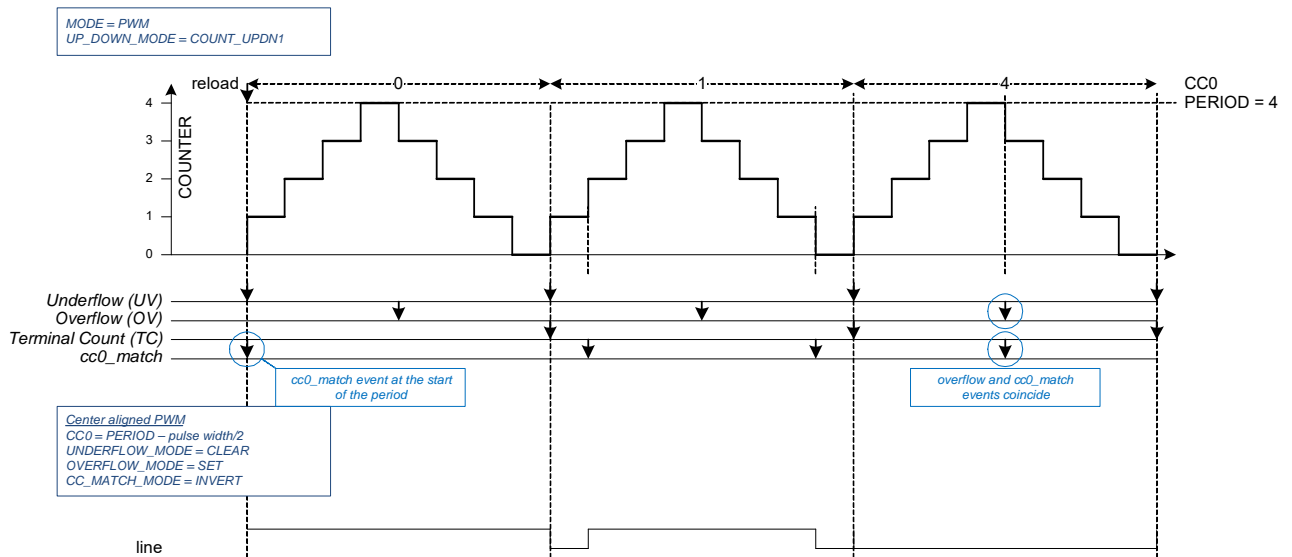 MODE = PWM
UP_DOWN_MODE = COUNT_UPDN1
reload
0
1
4
CC0
PERIOD = 4
4
3
2
1
0
COUNTER
Underflow (UV)
Overflow (OV)
Terminal Count (TC)
cc0_match
cc0_match event at the start
of the period
overflow and cc0_match
events coincide
Center aligned PWM
CC0 = PERIOD – pulse width/2
UNDERFLOW_MODE = CLEAR
OVERFLOW_MODE = SET
CC_MATCH_MODE = INVERT
line